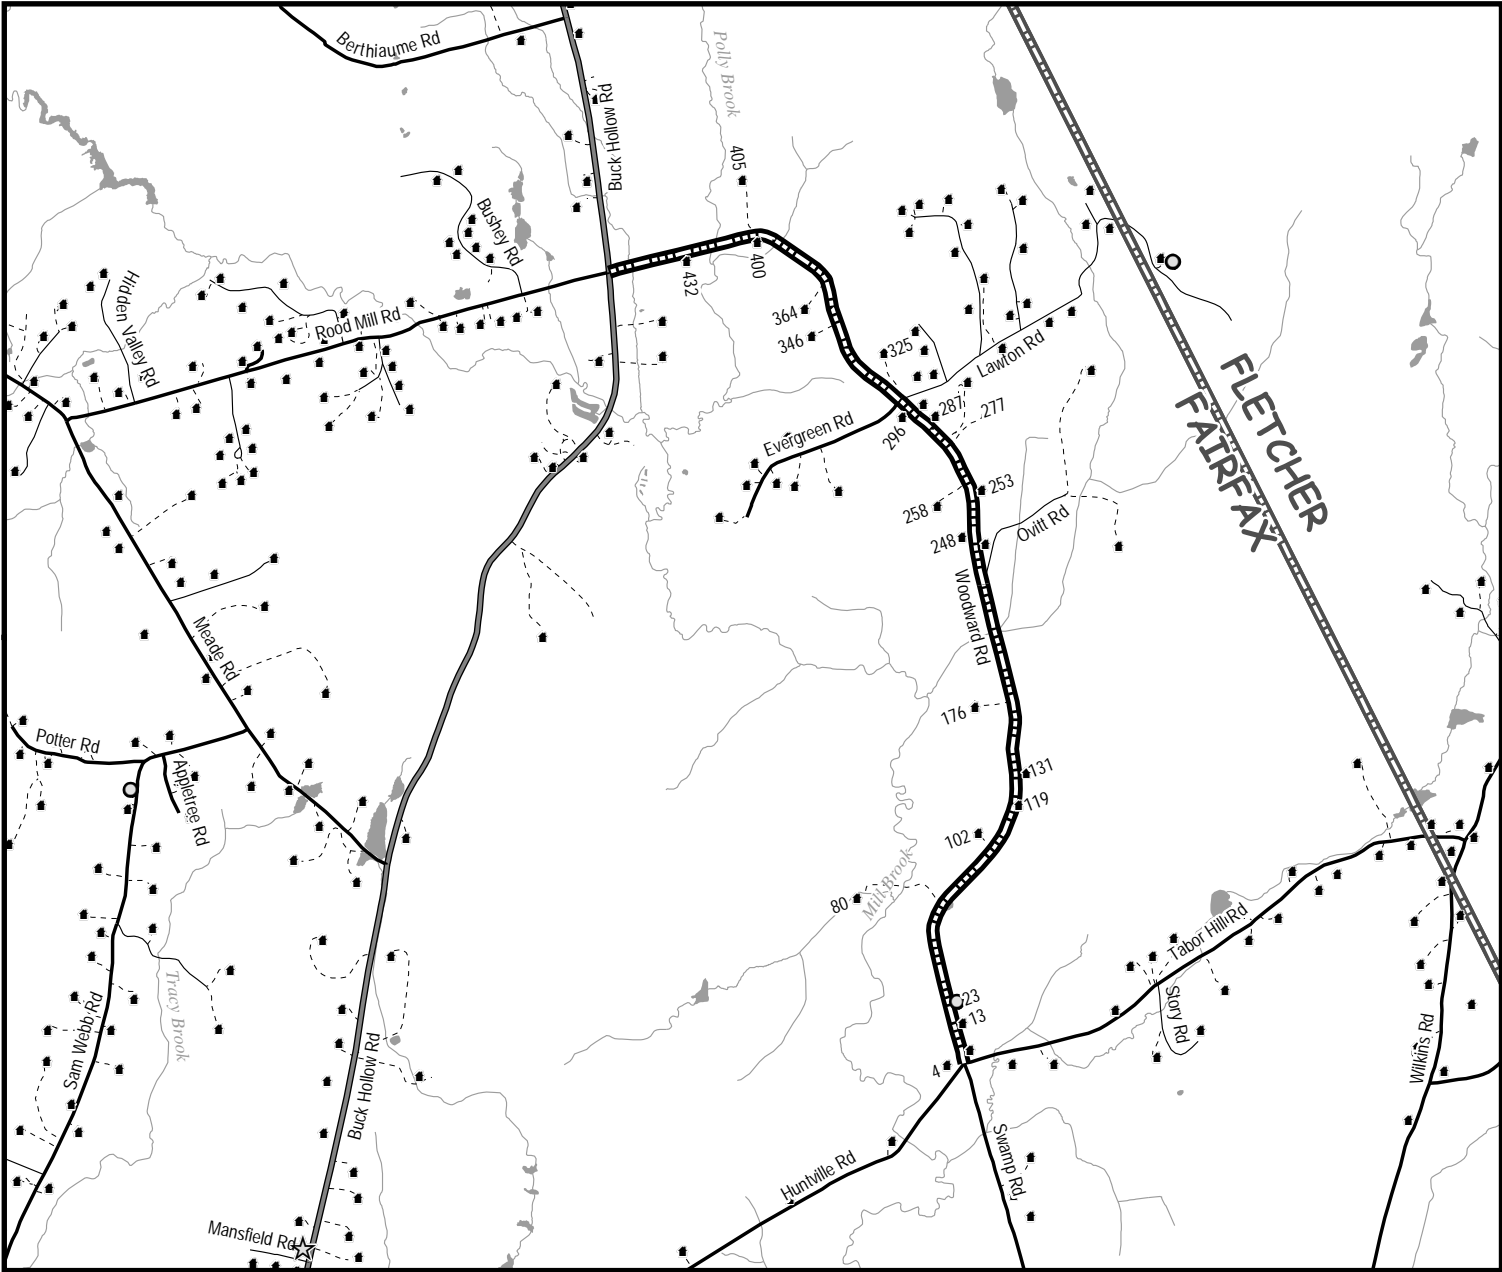 Berthiaume Rd
Polly Brook
Buck Hollow Rd
405
Bushey Rd
400
432
Hidden Valley Rd
Rood Mill Rd
364
346
325
Lawton Rd
FLETCHER
FAIRFAX
287
277
296
Evergreen Rd
253
258
Ovitt Rd
248
Woodward Rd
Meade Rd
176
Potter Rd
Appletree Rd
131
119
102
Mill Brook
80
Tabor Hill Rd
Tracy Brook
Sam Webb Rd
23
13
Story Rd
Wilkins Rd
4
Buck Hollow Rd
Swamp Rd
Huntville Rd
Mansfield Rd